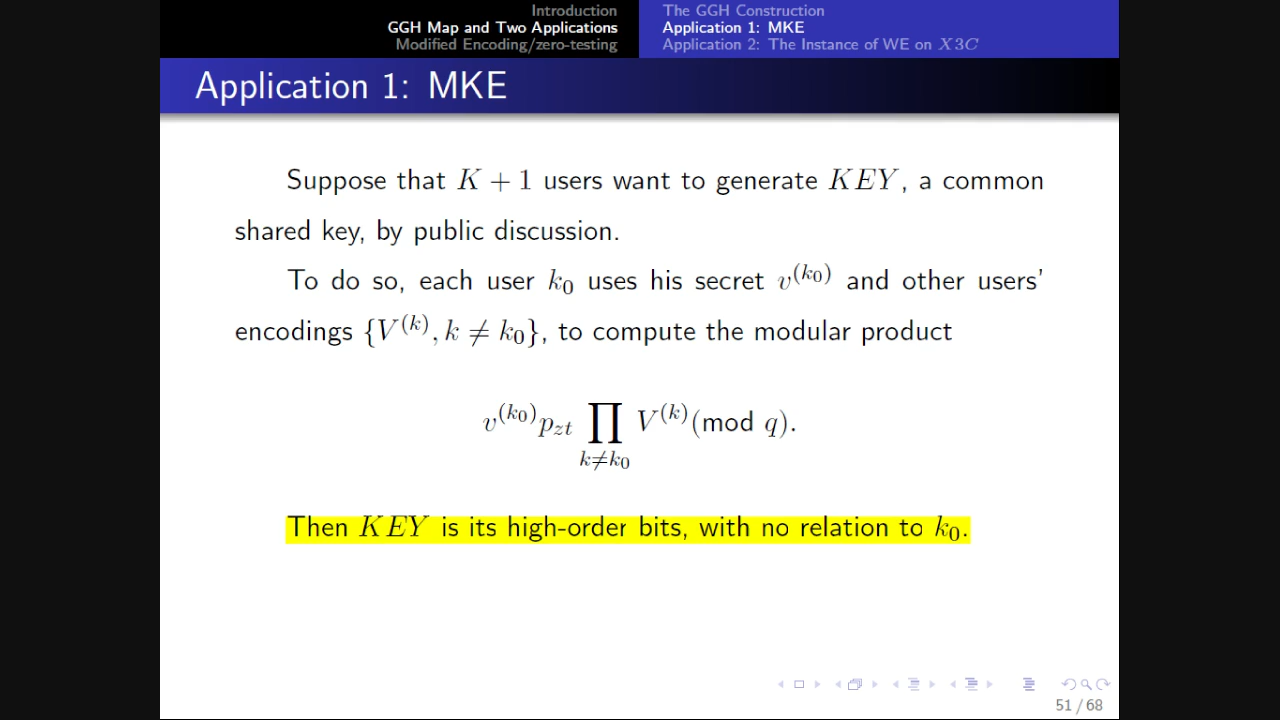 Introduction
GGH Map and Two Applications
Modified Encoding/zero-testing
The GGH Construction
Application 1: MKE
Application 2: The Instance of WE on X3C
Application 1: MKE
Suppose that K + 1 users want to generate KEY, a common
shared key, by public discussion.
To do so, each user k₀ uses his secret v^(k₀) and other users'
encodings {V^(k), k ≠ k₀}, to compute the modular product
v^(k₀) p_zt ∏_{k≠k₀} V^(k) (mod q).
Then KEY is its high-order bits, with no relation to k₀.
51 / 68